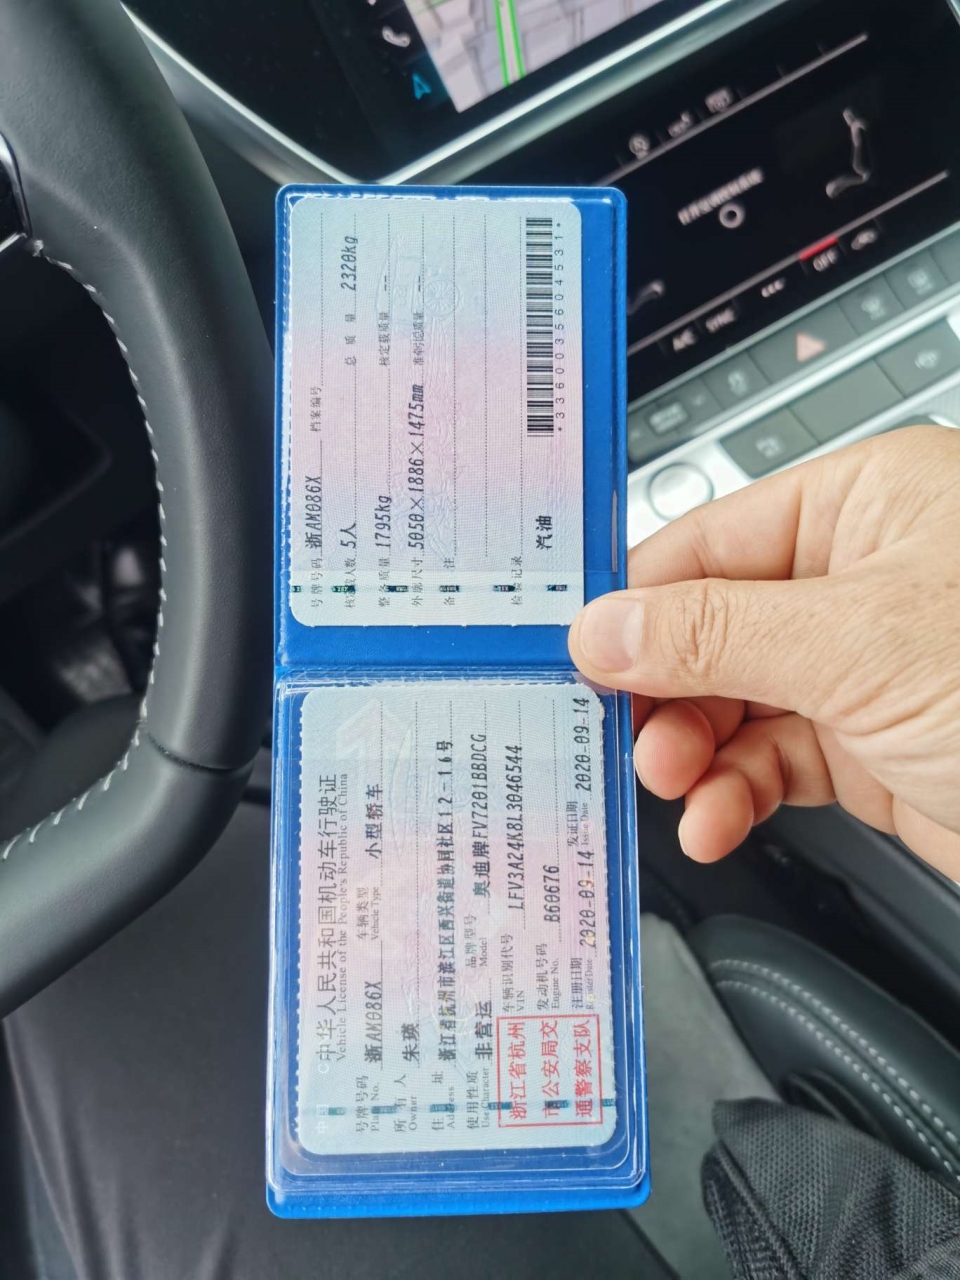 中华人民共和国机动车行驶证
Vehicle License of the People's Republic of China
号牌号码 浙AM086X 车辆类型 小型轿车
Plate No. Vehicle Type
所有人 朱瑛
Owner
住址 浙江省杭州市滨江区西兴街道协同社区12-16号
Address
使用性质 非营运 品牌型号 奥迪牌FV7201BBDCG
Use Character Model
浙江省杭州
市公安局交
通警察支队
车辆识别代号 LFV3A24K8L3046544
VIN
发动机号码 B60676
Engine No.
注册日期 2020-09-14 发证日期 2020-09-14
Register Date Issue Date
号牌号码 浙AM086X 档案编号
核定载人数 5人 总质量 2320kg
整备质量 1795kg 核定载质量 --
外廓尺寸 5050×1886×1475mm 准牵引总质量 --
备注
检验记录
汽油
*3360035604531*
A/C
SYNC
OFF